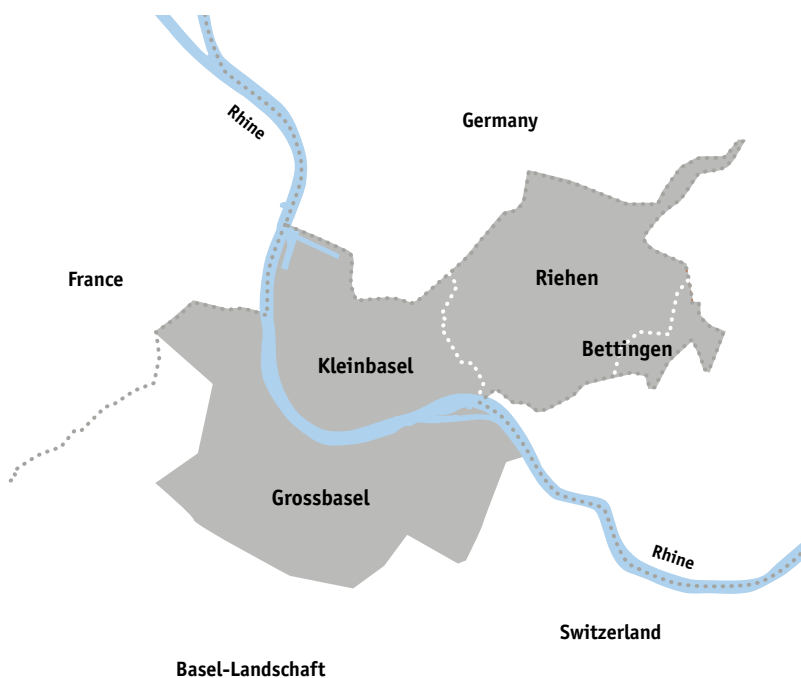 Rhine
Germany
France
Riehen
Bettingen
Kleinbasel
Grossbasel
Rhine
Switzerland
Basel-Landschaft